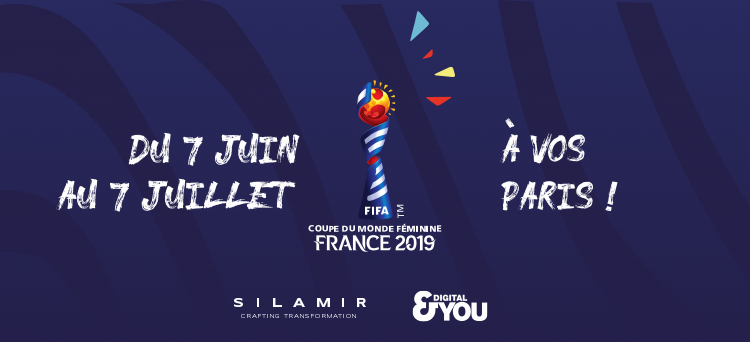 DU 7 JUIN
AU 7 JUILLET
FIFA
TM
COUPE DU MONDE FÉMININE
FRANCE 2019
À VOS
PARIS !
SILAMIR
CRAFTING TRANSFORMATION
&DIGITAL
YOU